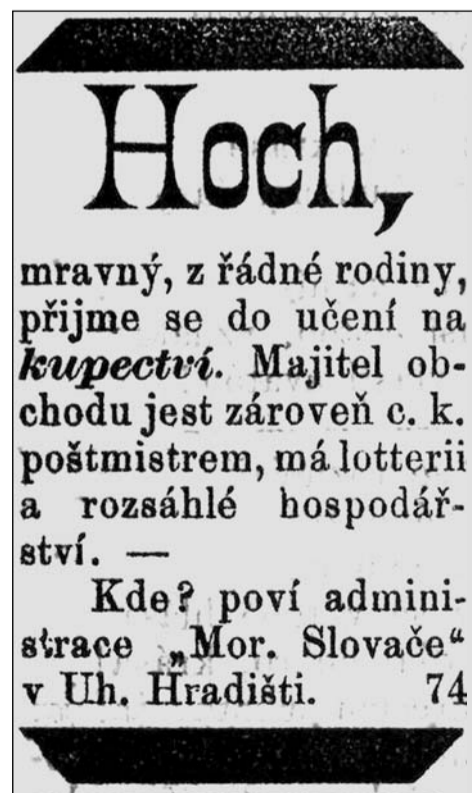 Hoch,
mravný, z řádné rodiny,
přijme se do učení na
kupectví. Majitel ob-
chodu jest zároveň c. k.
poštmistrem, má lotterii
a rozsáhlé hospodář-
ství. —
Kde? poví admini-
strace „Mor. Slovače“
v Uh. Hradišti. 74